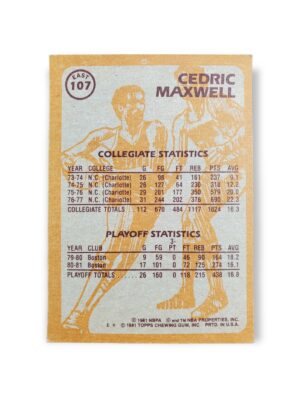 EAST
107
CEDRIC
MAXWELL
COLLEGIATE STATISTICS
YEAR COLLEGE G FG FT REB PTS AVG
73-74 N.C. (Charlotte) 26 98 41 161 237 9.1
74-75 N.C. (Charlotte) 26 127 64 230 318 12.2
75-76 N.C. (Charlotte) 29 201 177 350 579 20.0
76-77 N.C. (Charlotte) 31 244 202 376 690 22.3
COLLEGIATE TOTALS 112 670 484 1117 1824 16.3
PLAYOFF STATISTICS
3-
YEAR CLUB G FG PT FT REB PTS AVG
79-80 Boston 9 59 0 46 90 164 18.2
80-81 Boston 17 101 0 72 125 274 16.1
PLAYOFF TOTALS 26 160 0 118 215 438 16.8
© 1981 NBPA ® and TM NBA PROPERTIES, INC.
© 1981 TOPPS CHEWING GUM, INC PRTD. IN U.S.A.